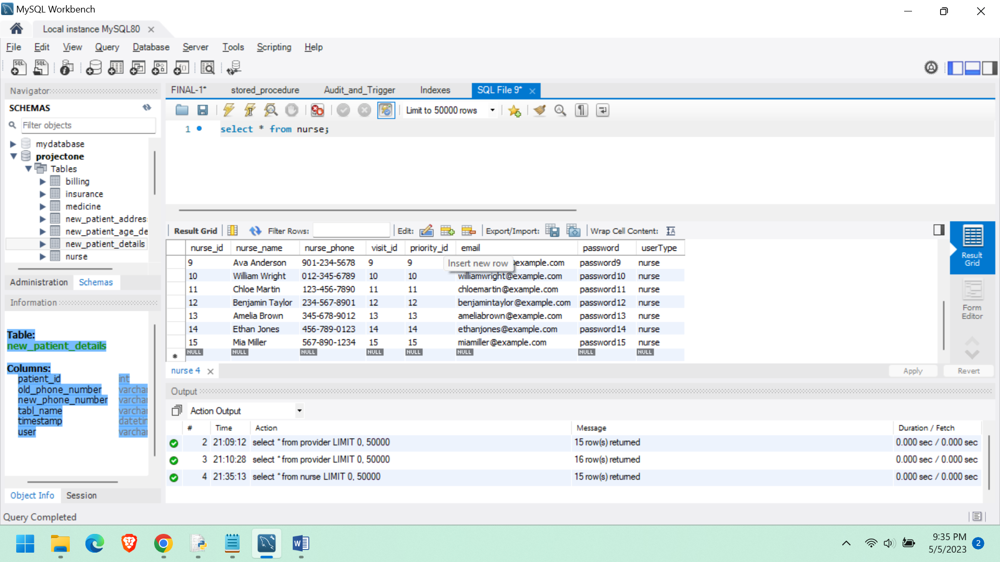 MySQL Workbench
Local instance MySQL80
File Edit View Query Database Server Tools Scripting Help
Navigator
SCHEMAS
Filter objects
mydatabase
projectone
Tables
billing
insurance
medicine
new_patient_addres
new_patient_age_de
new_patient_details
nurse
Administration Schemas
Information
Table:
new_patient_details
Columns:
patient_id int
old_phone_number varchar
new_phone_number varchar
tabl_name varchar
timestamp datetin
user varchar
Object Info Session
FINAL-1* stored_procedure Audit_and_Trigger Indexes SQL File 9*
Limit to 50000 rows
1 select * from nurse;
Result Grid Filter Rows: Edit: Export/Import: Wrap Cell Content:
nurse_id nurse_name nurse_phone visit_id priority_id email password userType
9 Ava Anderson 901-234-5678 9 9 example.com password9 nurse
Insert new row
10 William Wright 012-345-6789 10 10 williamwright@example.com password10 nurse
11 Chloe Martin 123-456-7890 11 11 chloemartin@example.com password11 nurse
12 Benjamin Taylor 234-567-8901 12 12 benjamintaylor@example.com password12 nurse
13 Amelia Brown 345-678-9012 13 13 ameliabrown@example.com password13 nurse
14 Ethan Jones 456-789-0123 14 14 ethanjones@example.com password14 nurse
15 Mia Miller 567-890-1234 15 15 miamiller@example.com password15 nurse
NULL NULL NULL NULL NULL NULL NULL NULL
Result
Grid
Form
Editor
nurse 4
Apply Revert
Output
Action Output
# Time Action Message Duration / Fetch
2 21:09:12 select * from provider LIMIT 0, 50000 15 row(s) returned 0.000 sec / 0.000 sec
3 21:10:28 select * from provider LIMIT 0, 50000 16 row(s) returned 0.000 sec / 0.000 sec
4 21:35:13 select * from nurse LIMIT 0, 50000 15 row(s) returned 0.000 sec / 0.000 sec
Query Completed
9:35 PM
5/5/2023
2